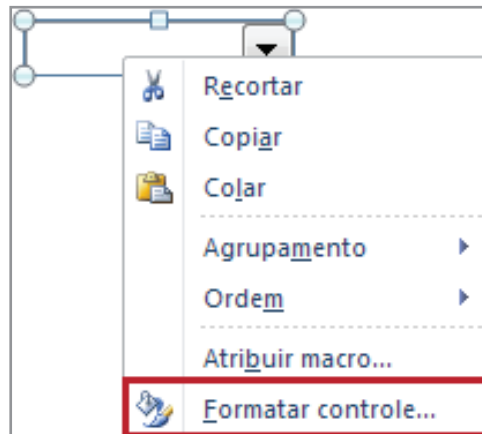 Recortar
Copiar
Colar
Agrupamento
Ordem
Atribuir macro...
Formatar controle...